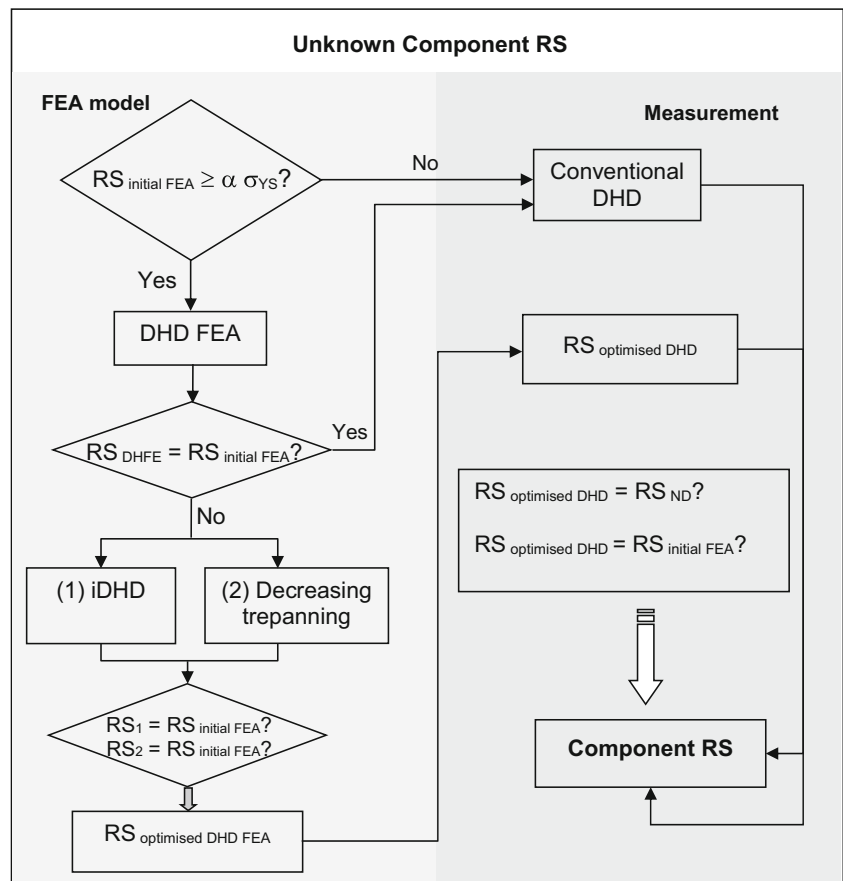 Unknown Component RS
FEA model
Measurement
RS initial FEA ≥ α σYS?
No
Conventional
DHD
Yes
DHD FEA
RS optimised DHD
RS DHFE = RS initial FEA?
Yes
RS optimised DHD = RS ND?
RS optimised DHD = RS initial FEA?
No
(1) iDHD
(2) Decreasing
trepanning
RS1 = RS initial FEA?
RS2 = RS initial FEA?
Component RS
RS optimised DHD FEA